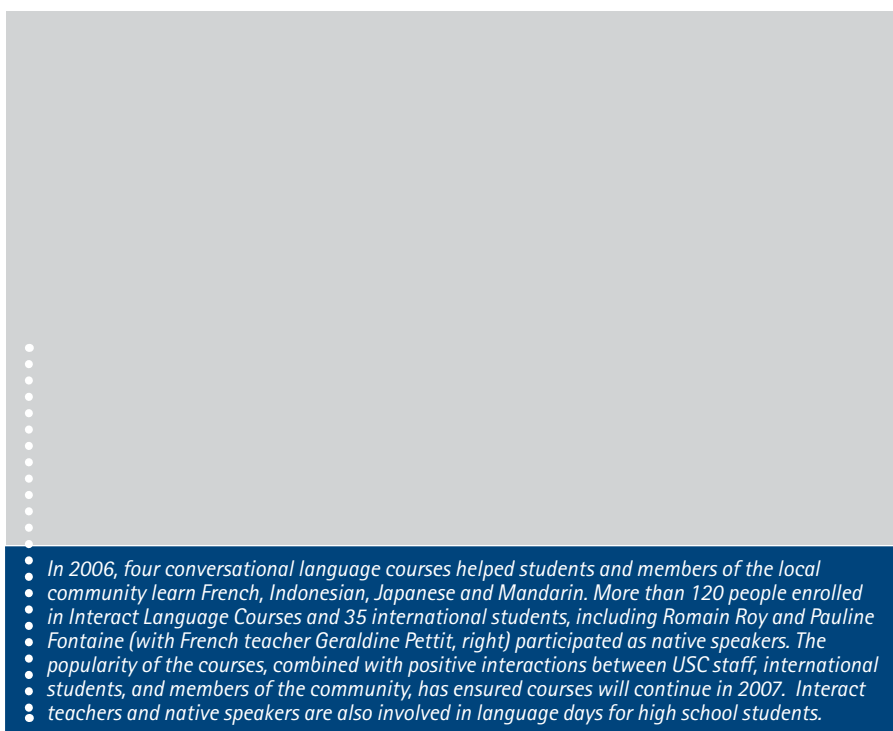 In 2006, four conversational language courses helped students and members of the local
community learn French, Indonesian, Japanese and Mandarin. More than 120 people enrolled
in Interact Language Courses and 35 international students, including Romain Roy and Pauline
Fontaine (with French teacher Geraldine Pettit, right) participated as native speakers. The
popularity of the courses, combined with positive interactions between USC staff, international
students, and members of the community, has ensured courses will continue in 2007.  Interact
teachers and native speakers are also involved in language days for high school students.